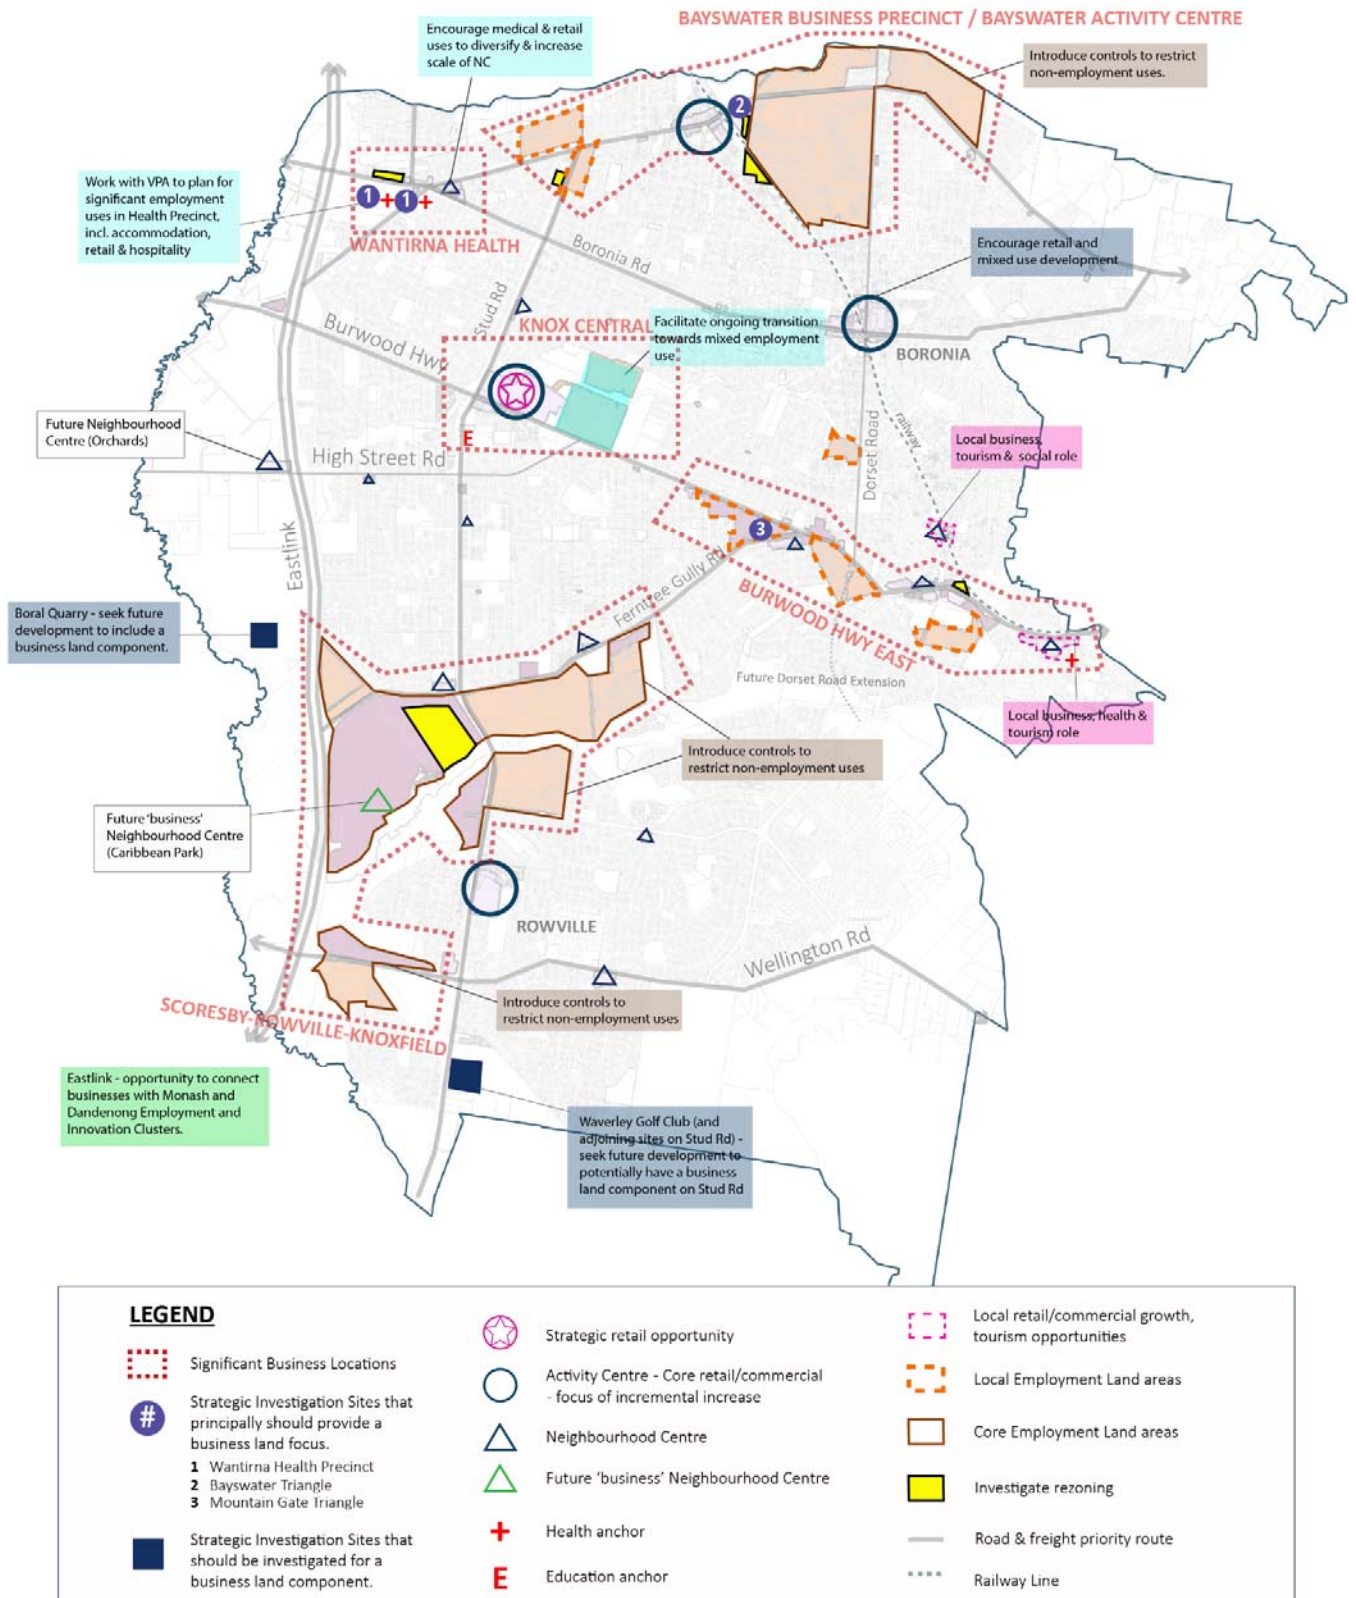 BAYSWATER BUSINESS PRECINCT / BAYSWATER ACTIVITY CENTRE
Encourage medical & retail
uses to diversify & increase
scale of NC
Introduce controls to restrict
non-employment uses.
2
Work with VPA to plan for
significant employment
uses in Health Precinct,
incl. accommodation,
retail & hospitality
1
1
WANTIRNA HEALTH
Boronia Rd
Encourage retail and
mixed use development
Stud Rd
Burwood Hwy
KNOX CENTRAL
Facilitate ongoing transition
towards mixed employment
use
BORONIA
Future Neighbourhood
Centre (Orchards)
E
High Street Rd
Dorset Road
railway
Local business,
tourism & social role
Eastlink
3
Ferntree Gully Rd
BURWOOD HWY EAST
Boral Quarry - seek future
development to include a
business land component.
Future Dorset Road Extension
Local business, health &
tourism role
Introduce controls to
restrict non-employment uses
Future 'business'
Neighbourhood Centre
(Caribbean Park)
ROWVILLE
Wellington Rd
Introduce controls to
restrict non-employment uses
SCORESBY-ROWVILLE-KNOXFIELD
Eastlink - opportunity to connect
businesses with Monash and
Dandenong Employment and
Innovation Clusters.
Waverley Golf Club (and
adjoining sites on Stud Rd) -
seek future development to
potentially have a business
land component on Stud Rd
LEGEND
Significant Business Locations
#
Strategic Investigation Sites that
principally should provide a
business land focus.
1 Wantirna Health Precinct
2 Bayswater Triangle
3 Mountain Gate Triangle
Strategic Investigation Sites that
should be investigated for a
business land component.
Strategic retail opportunity
Activity Centre - Core retail/commercial
- focus of incremental increase
Neighbourhood Centre
Future 'business' Neighbourhood Centre
Health anchor
E
Education anchor
Local retail/commercial growth,
tourism opportunities
Local Employment Land areas
Core Employment Land areas
Investigate rezoning
Road & freight priority route
Railway Line